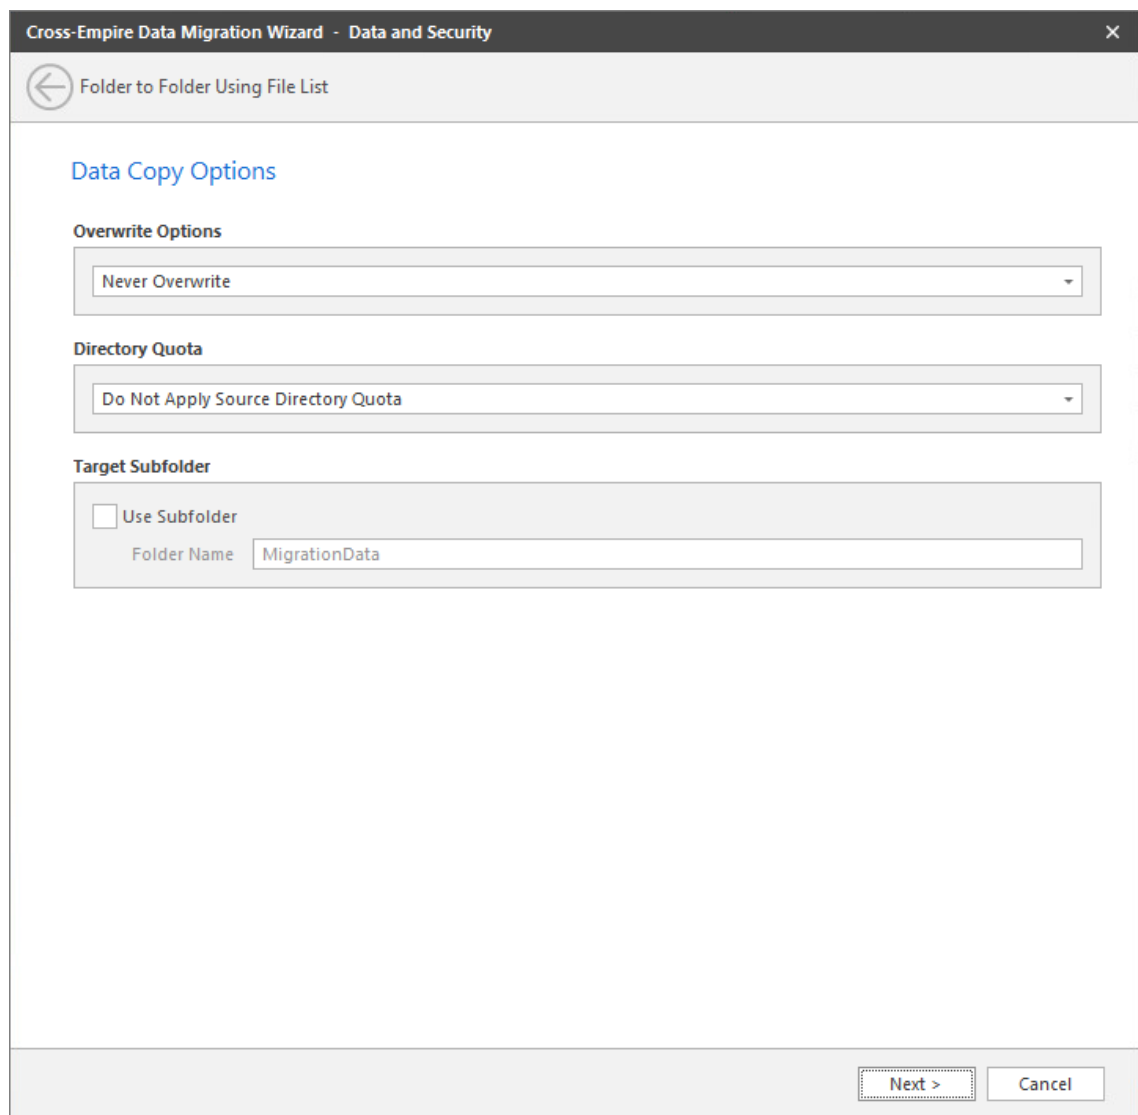 Cross-Empire Data Migration Wizard - Data and Security
Folder to Folder Using File List
Data Copy Options
Overwrite Options
Never Overwrite
Directory Quota
Do Not Apply Source Directory Quota
Target Subfolder
Use Subfolder
Folder Name MigrationData
Next > Cancel